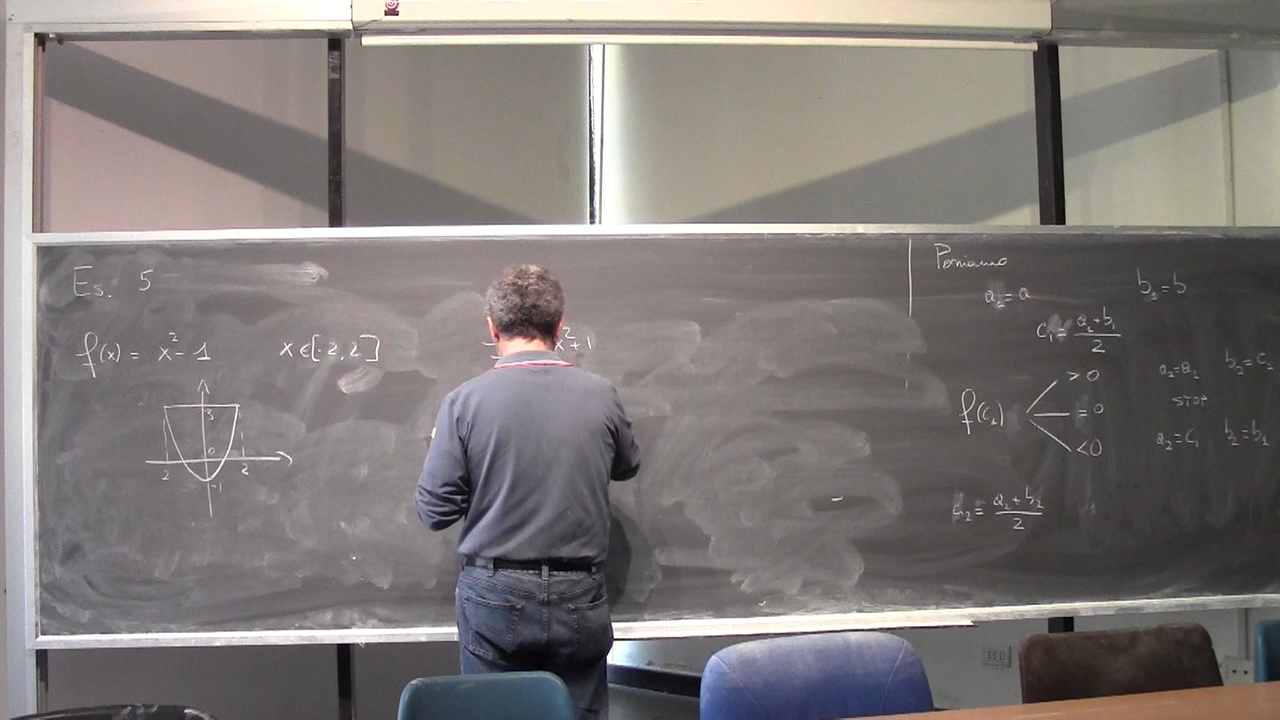 Es. 5
f(x) = x² - 1
x ∈ [-2, 2]
x² + 1
3
0
-2
2
-1
Poniamo
a₁ = a
b₁ = b
c₁ = (a₁ + b₁)/2
f(c₁)
> 0
a₂ = a₁
b₂ = c₁
= 0
STOP
< 0
a₂ = c₁
b₂ = b₁
c₂ = (a₂ + b₂)/2